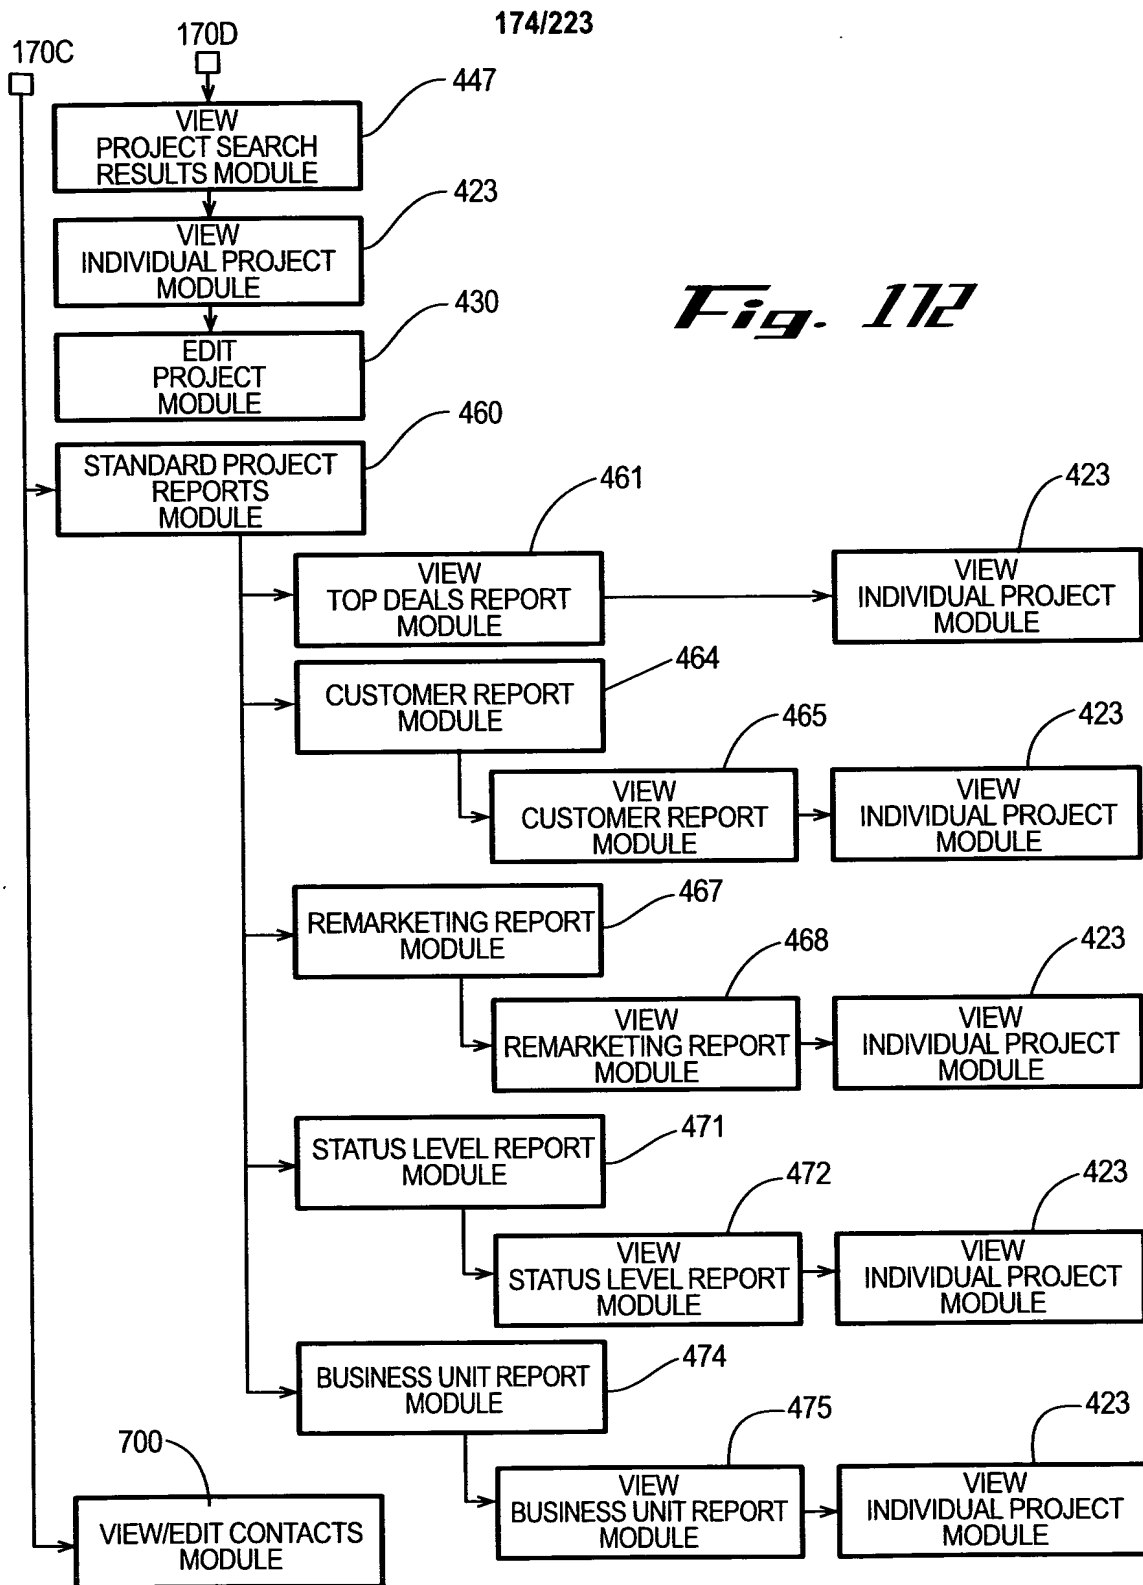 174/223
170C
170D
447
VIEW
PROJECT SEARCH
RESULTS MODULE
423
VIEW
INDIVIDUAL PROJECT
MODULE
Fig. 172
430
EDIT
PROJECT
MODULE
460
STANDARD PROJECT
REPORTS
MODULE
461
VIEW
TOP DEALS REPORT
MODULE
423
VIEW
INDIVIDUAL PROJECT
MODULE
464
CUSTOMER REPORT
MODULE
465
VIEW
CUSTOMER REPORT
MODULE
423
VIEW
INDIVIDUAL PROJECT
MODULE
467
REMARKETING REPORT
MODULE
468
VIEW
REMARKETING REPORT
MODULE
423
VIEW
INDIVIDUAL PROJECT
MODULE
471
STATUS LEVEL REPORT
MODULE
472
VIEW
STATUS LEVEL REPORT
MODULE
423
VIEW
INDIVIDUAL PROJECT
MODULE
474
BUSINESS UNIT REPORT
MODULE
475
VIEW
BUSINESS UNIT REPORT
MODULE
423
VIEW
INDIVIDUAL PROJECT
MODULE
700
VIEW/EDIT CONTACTS
MODULE